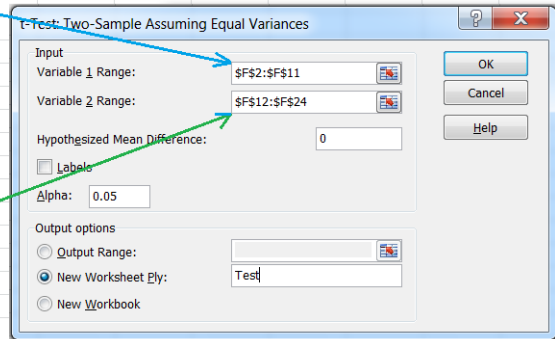 t-Test: Two-Sample Assuming Equal Variances
Input
Variable 1 Range: $F$2:$F$11
Variable 2 Range: $F$12:$F$24
Hypothesized Mean Difference: 0
Labels
Alpha: 0.05
Output options
Output Range:
New Worksheet Ply: Test
New Workbook
OK
Cancel
Help